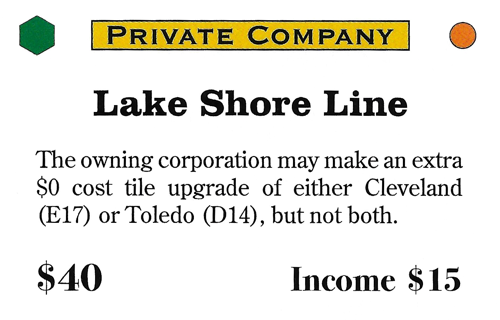 PRIVATE COMPANY
Lake Shore Line
The owning corporation may make an extra
$0 cost tile upgrade of either Cleveland
(E17) or Toledo (D14), but not both.
$40 Income $15